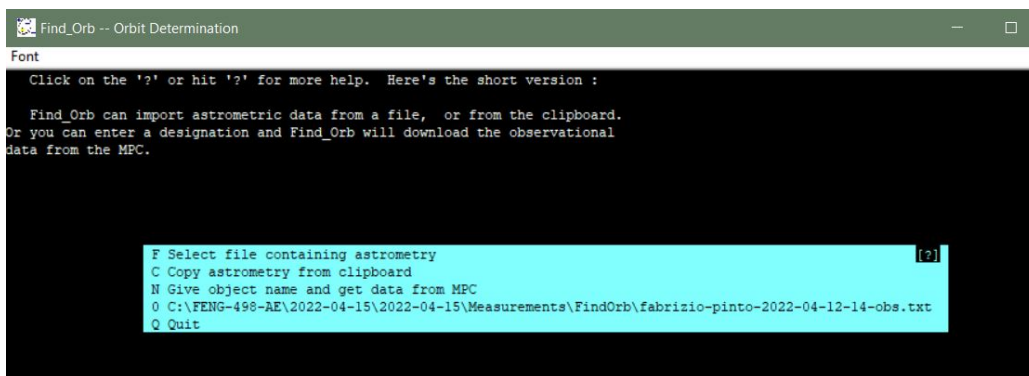 Find_Orb -- Orbit Determination
Font
Click on the '?' or hit '?' for more help. Here's the short version :
Find_Orb can import astrometric data from a file, or from the clipboard.
Or you can enter a designation and Find_Orb will download the observational
data from the MPC.
F Select file containing astrometry [?]
C Copy astrometry from clipboard
N Give object name and get data from MPC
0 C:\FENG-498-AE\2022-04-15\2022-04-15\Measurements\FindOrb\fabrizio-pinto-2022-04-12-14-obs.txt
Q Quit